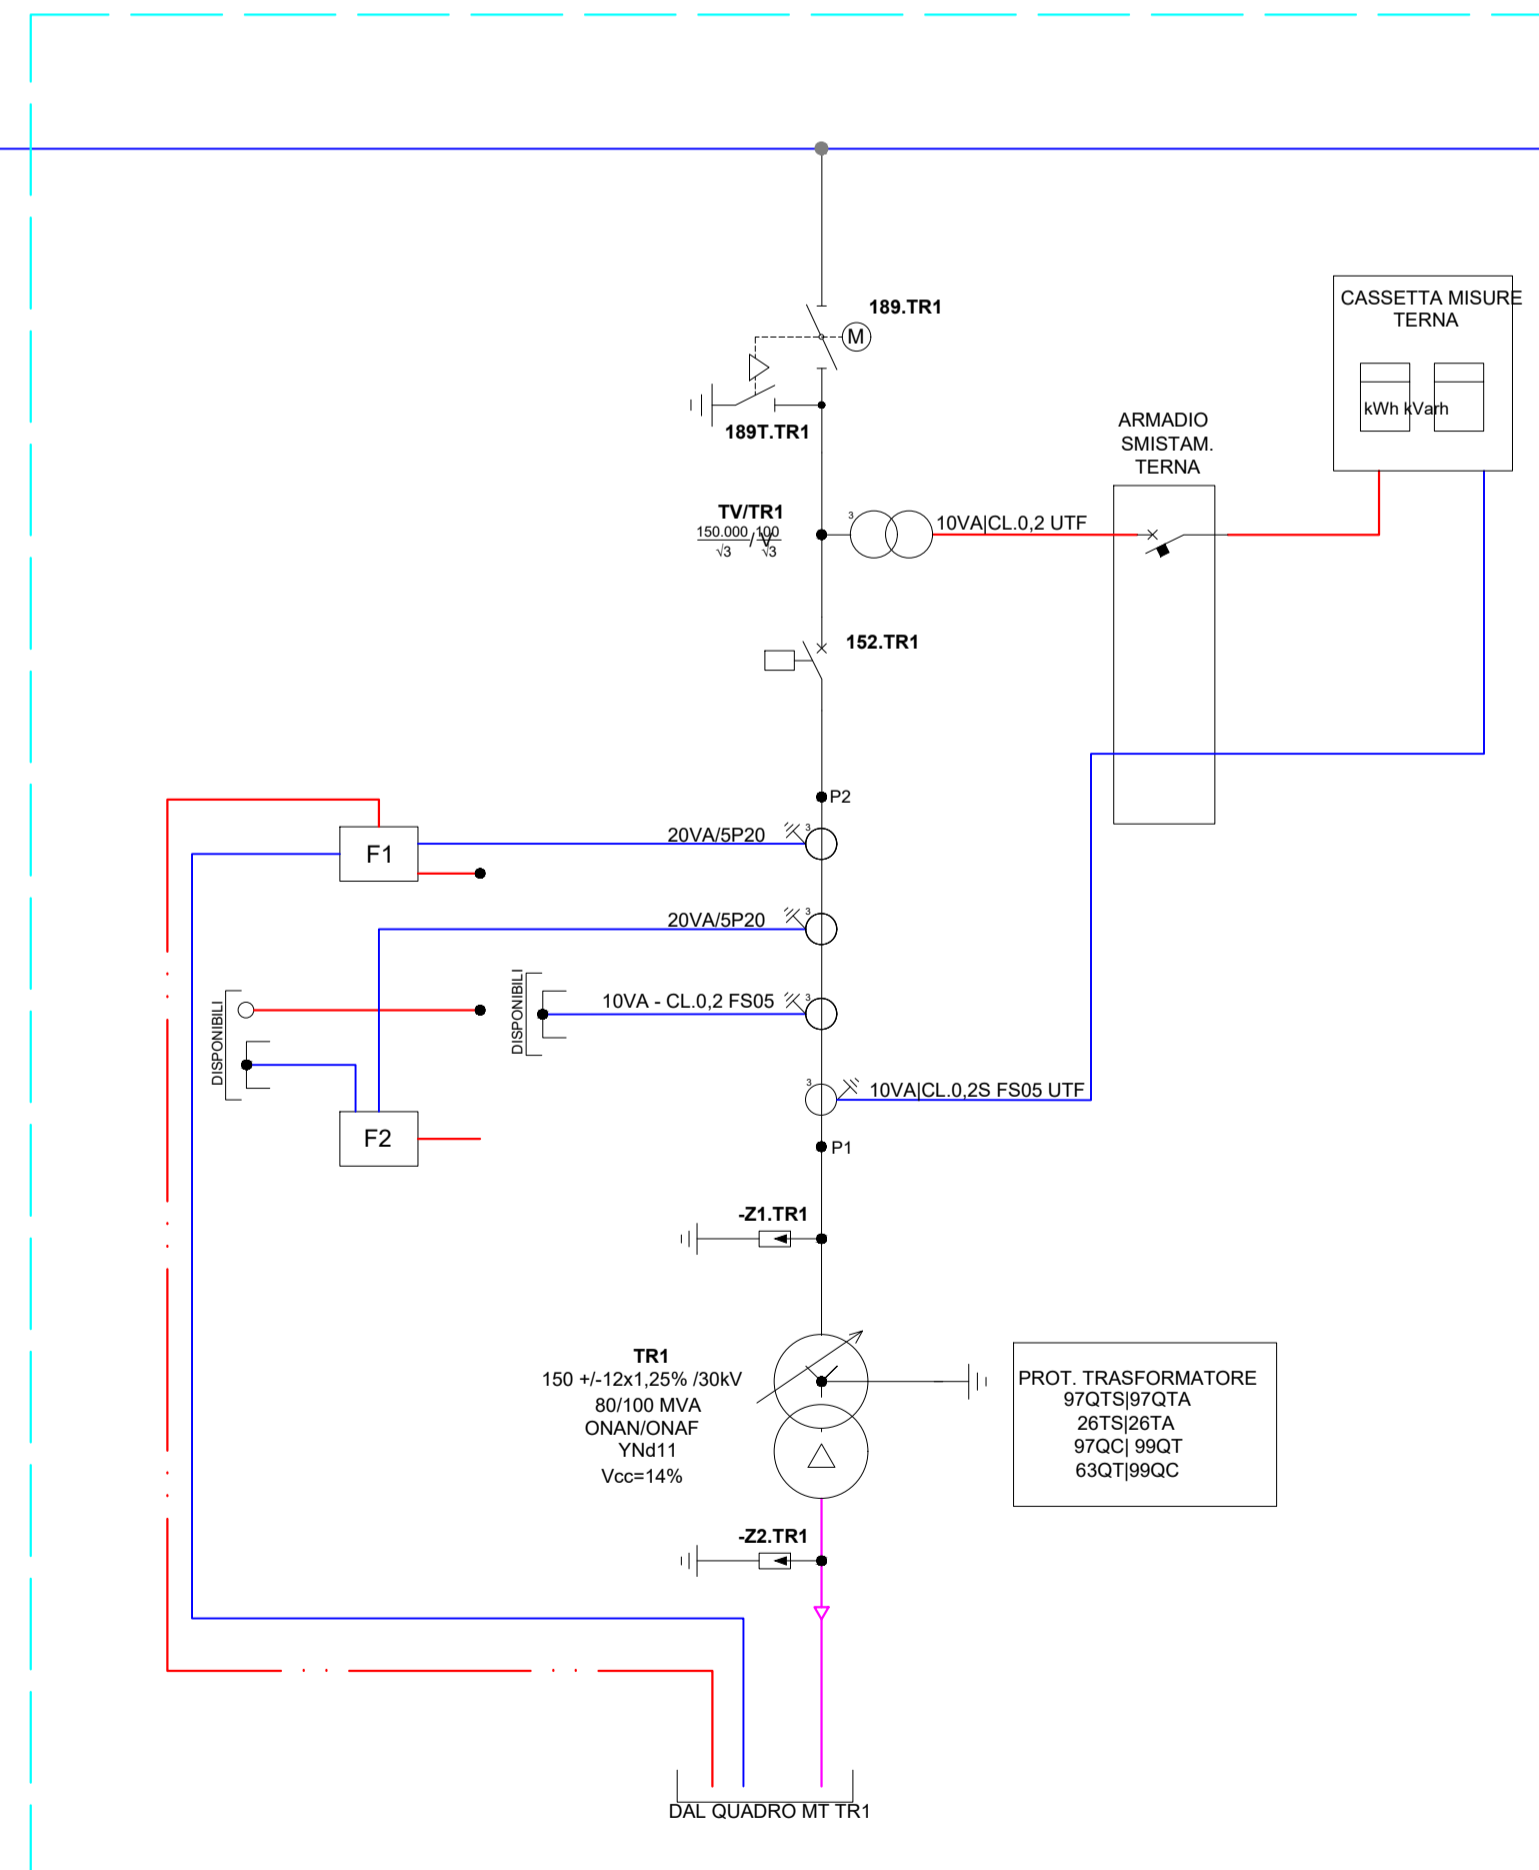 189.TR1
M
189T.TR1
CASSETTA MISURE
TERNA
kWh kVarh
ARMADIO
SMISTAM.
TERNA
TV/TR1
150.000 / 100 V
√3 √3
3
10VA|CL.0,2 UTF
152.TR1
P2
F1
20VA/5P20
3
20VA/5P20
3
DISPONIBILI
DISPONIBILI
10VA - CL.0,2 FS05
3
3
10VA|CL.0,2S FS05 UTF
F2
P1
-Z1.TR1
TR1
150 +/-12x1,25% /30kV
80/100 MVA
ONAN/ONAF
YNd11
Vcc=14%
PROT. TRASFORMATORE
97QTS|97QTA
26TS|26TA
97QC| 99QT
63QT|99QC
-Z2.TR1
DAL QUADRO MT TR1